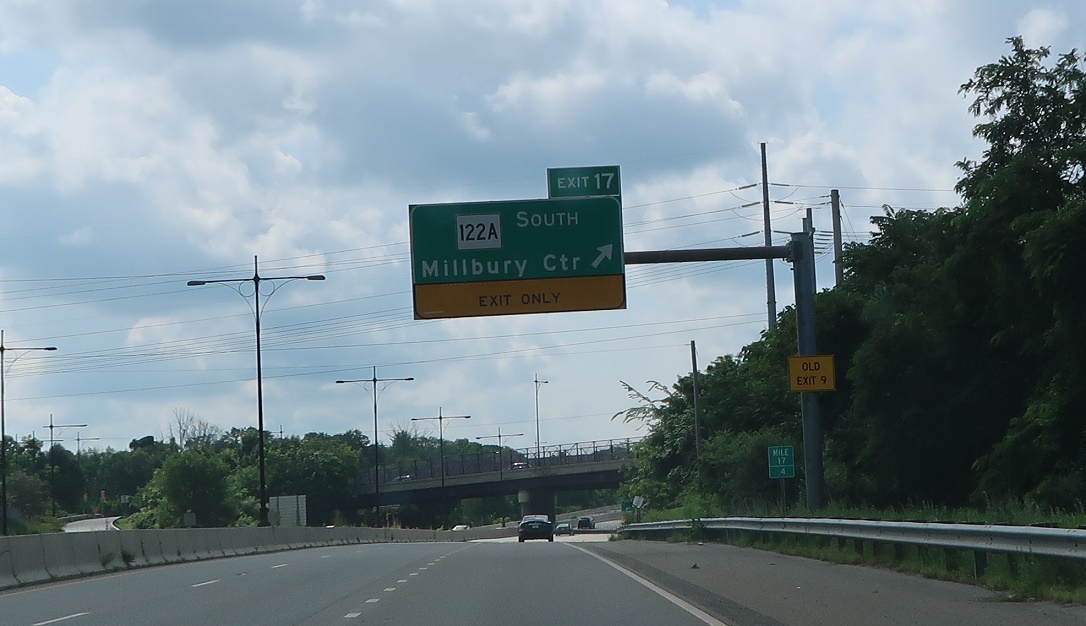 EXIT 17
122A SOUTH
Millbury Ctr
EXIT ONLY
OLD
EXIT 9
MILE
17
.4